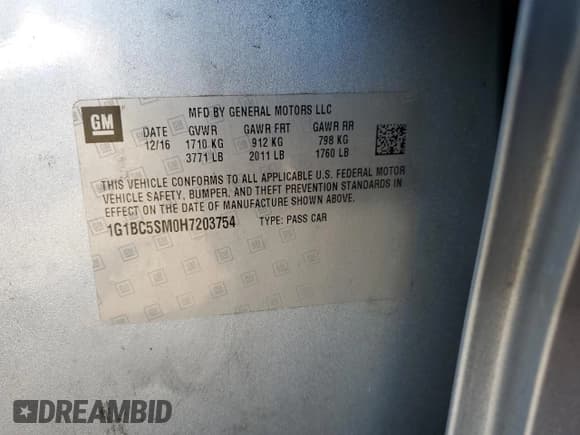 GM
MFD BY GENERAL MOTORS LLC
DATE GVWR GAWR FRT GAWR RR
12/16 1710 KG 912 KG 798 KG
3771 LB 2011 LB 1760 LB
THIS VEHICLE CONFORMS TO ALL APPLICABLE U.S. FEDERAL MOTOR
VEHICLE SAFETY, BUMPER, AND THEFT PREVENTION STANDARDS IN
EFFECT ON THE DATE OF MANUFACTURE SHOWN ABOVE.
1G1BC5SM0H7203754 TYPE: PASS CAR
DREAMBID